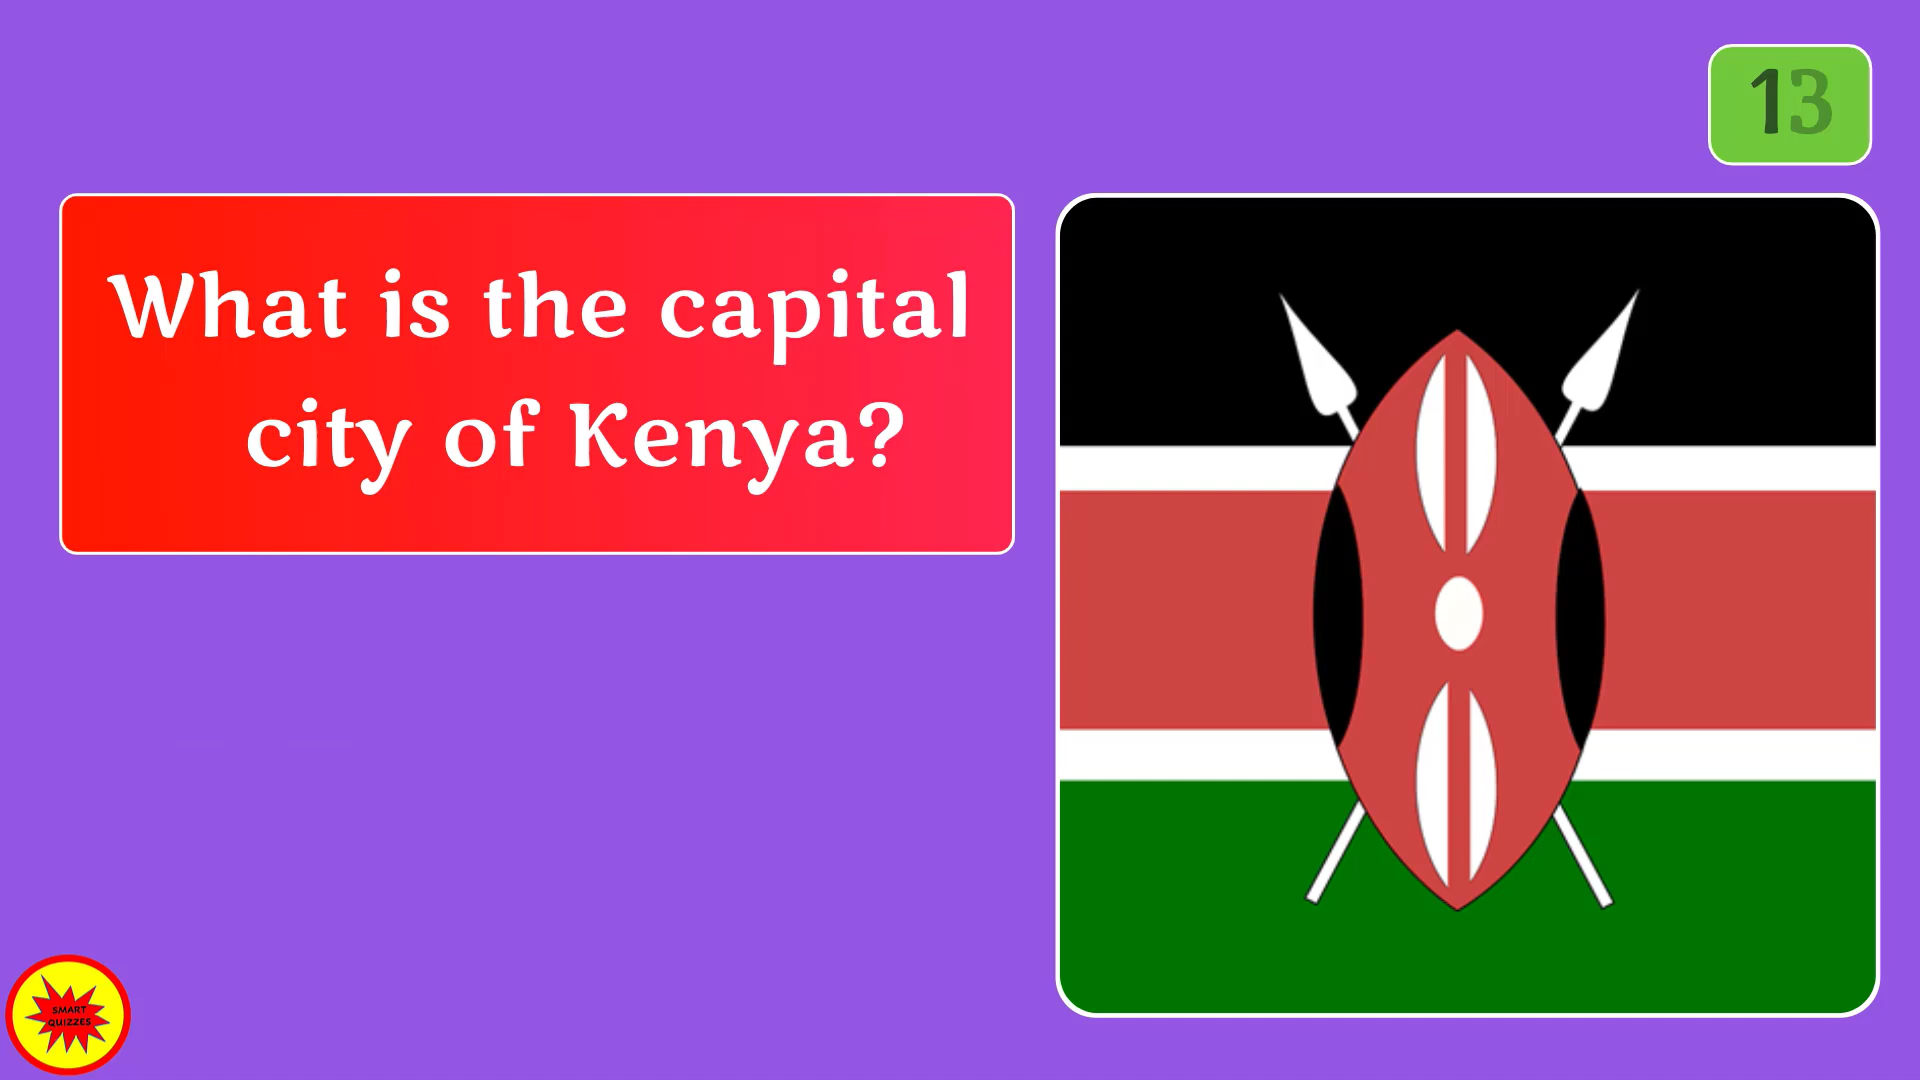 13
What is the capital
city of Kenya?
SMART
QUIZZES